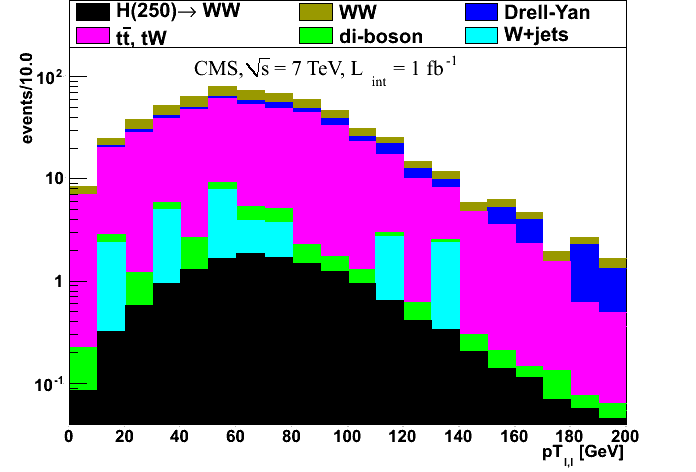 H(250)→ WW WW Drell-Yan
tt̄, tW di-boson W+jets
CMS, √s = 7 TeV, L int = 1 fb⁻¹
events/10.0
10²
10
1
10⁻¹
0 20 40 60 80 100 120 140 160 180 200
pT l,l [GeV]